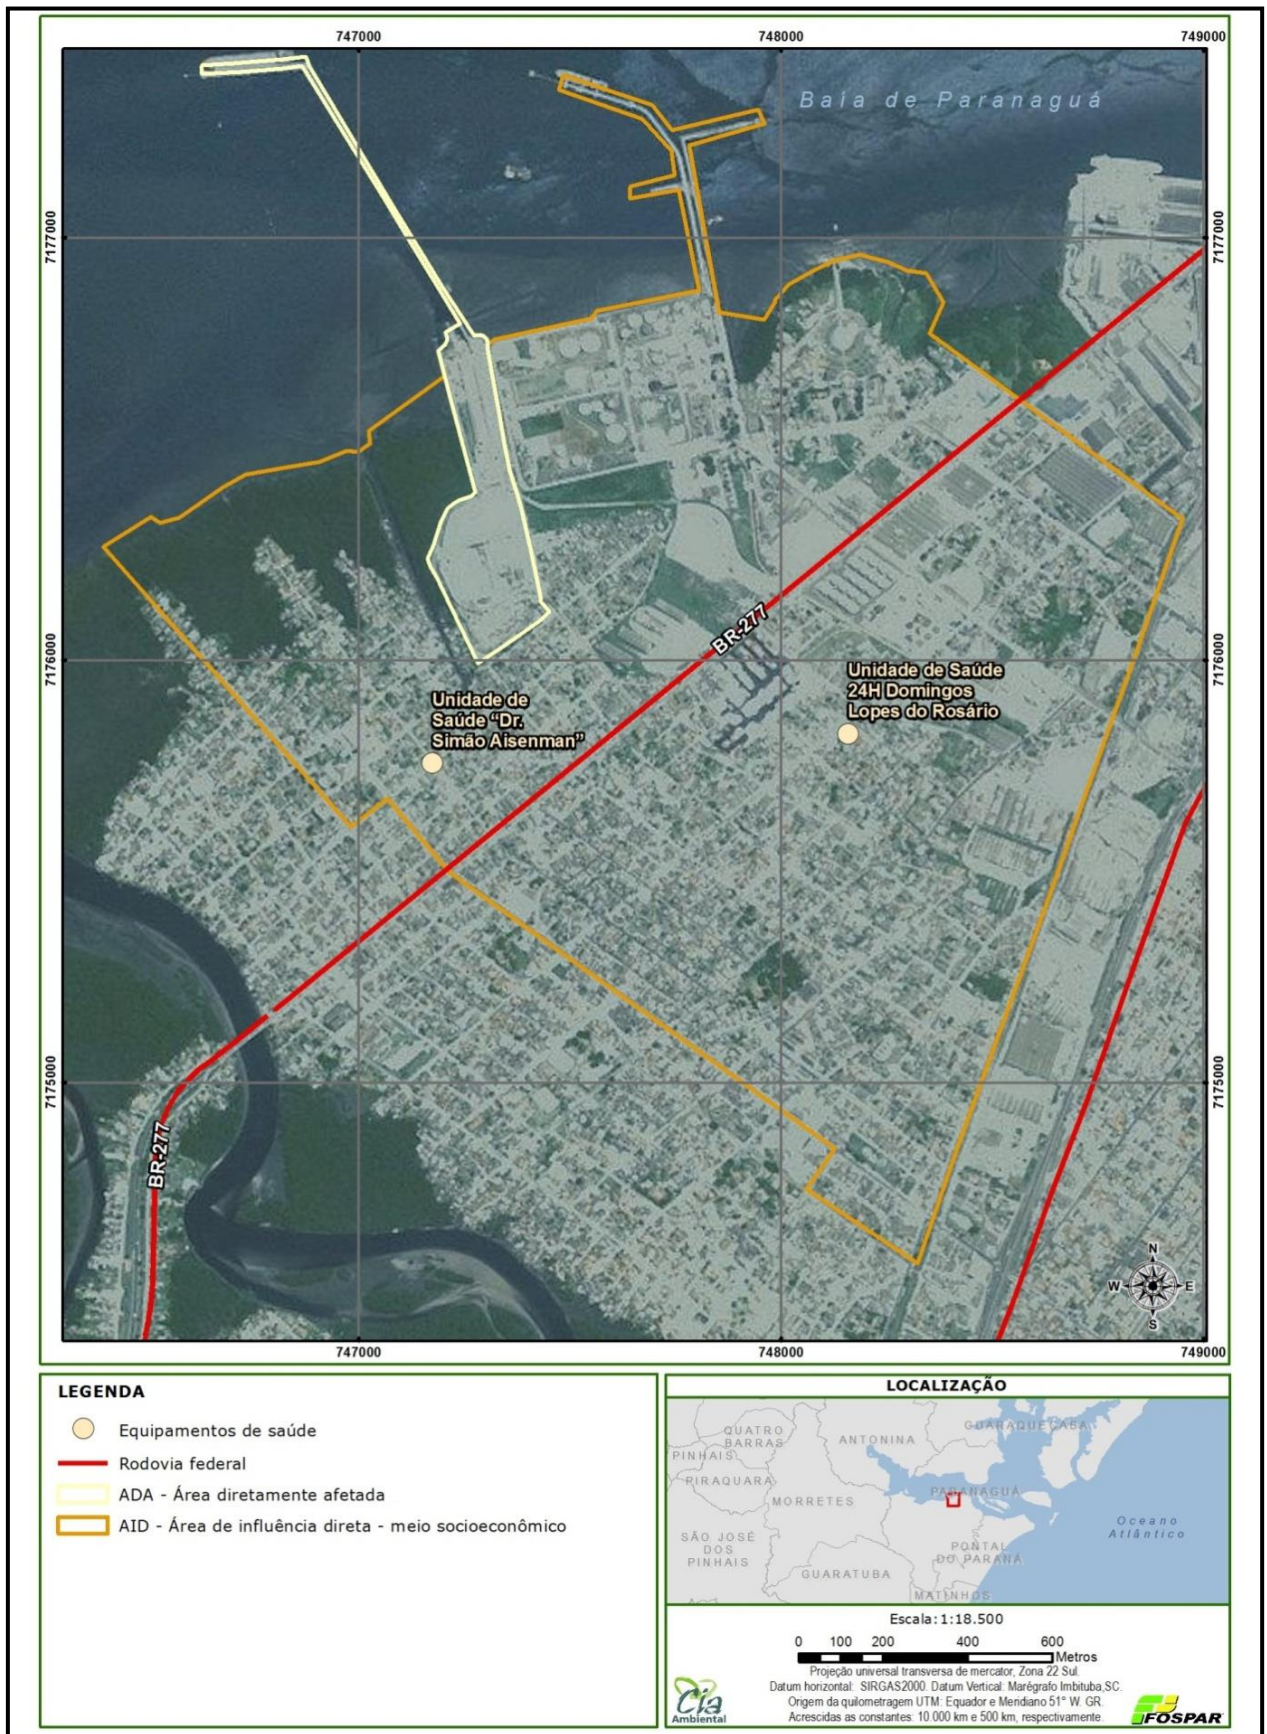 747000
748000
749000
Baía de Paranaguá
7177000
7177000
BR-277
7176000
7176000
Unidade de Saúde
24H Domingos
Lopes do Rosário
Unidade de
Saúde “Dr.
Simão Aisenman”
7175000
7175000
BR-277
N
W
E
S
747000
748000
749000
LEGENDA
Equipamentos de saúde
Rodovia federal
ADA - Área diretamente afetada
AID - Área de influência direta - meio socioeconômico
LOCALIZAÇÃO
GUARAQUEÇABA
QUATRO
BARRAS
ANTONINA
PINHAIS
PIRAQUARA
PARANAGUÁ
MORRETES
Oceano
Atlântico
SÃO JOSÉ
DOS
PINHAIS
PONTAL
DO PARANÁ
GUARATUBA
MATINHOS
Escala: 1:18.500
0 100 200 400 600
Metros
Projeção universal transversa de mercator, Zona 22 Sul.
Datum horizontal: SIRGAS2000. Datum Vertical: Marégrafo Imbituba,SC.
Origem da quilometragem UTM: Equador e Meridiano 51° W. GR.
Acrescidas as constantes: 10.000 km e 500 km, respectivamente.
Cia
Ambiental
FOSPAR